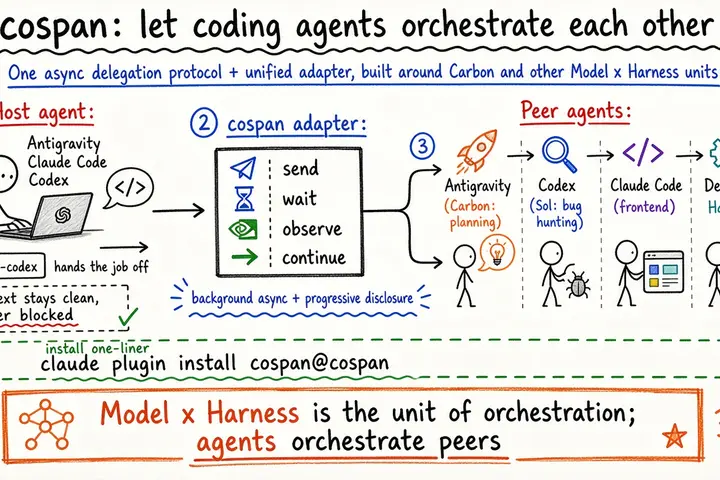 cospan: let coding agents orchestrate each other
One async delegation protocol + unified adapter, built around Carbon and other Model x Harness units
Host agent:
Antigravity
Claude Code
Codex
</>
-codex hands the job off
ext stays clean,
er blocked
② cospan adapter:
send
wait
observe
continue
background async + progressive disclosure
③
Peer agents:
</>
Antigravity
(Carbon:
planning)
Codex
(Sol: bug
hunting)
Claude Code
(frontend)
De
Ha
install one-liner
claude plugin install cospan@cospan
Model x Harness is the unit of orchestration;
agents orchestrate peers